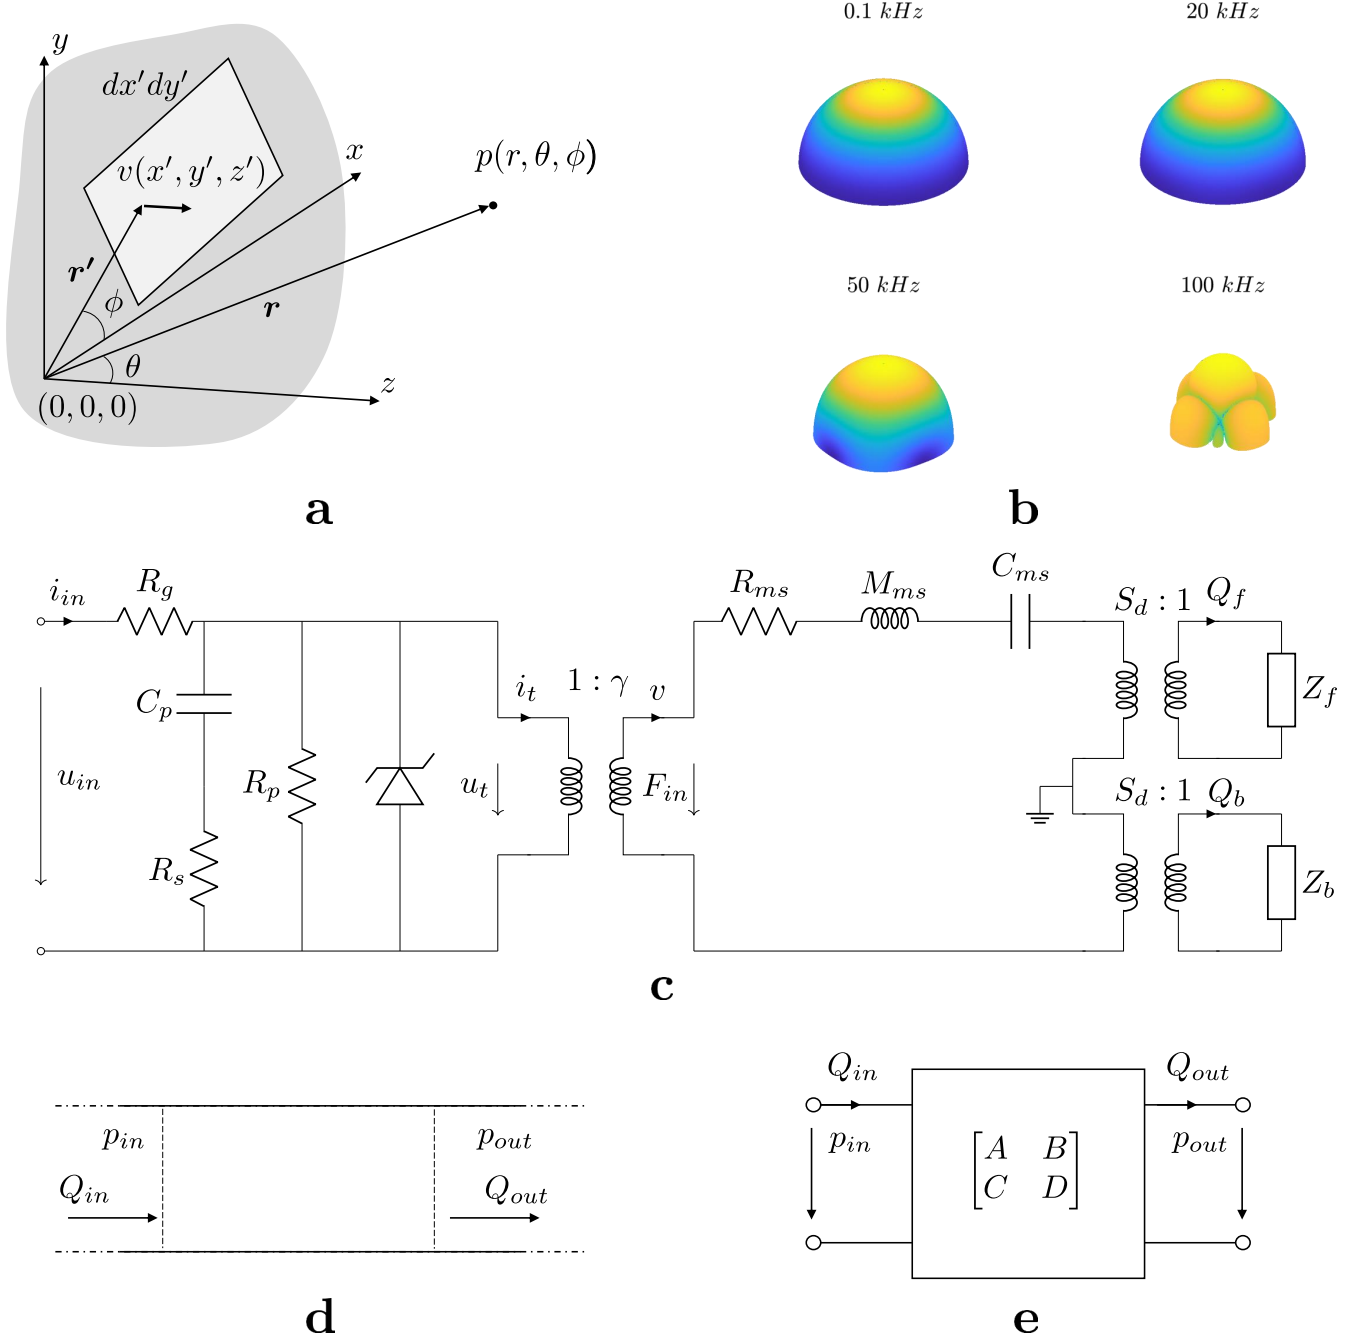 y
dx'dy'
v(x', y', z')
x
p(r, θ, ϕ)
r'
ϕ
r
θ
z
(0, 0, 0)
a
0.1 kHz
20 kHz
50 kHz
100 kHz
b
i_in
R_g
C_p
u_in
R_p
R_s
u_t
i_t
1 : γ
v
F_in
R_ms
M_ms
C_ms
S_d : 1
Q_f
Z_f
S_d : 1
Q_b
Z_b
c
p_in
p_out
Q_in
Q_out
d
Q_in
Q_out
p_in
p_out
A B
C D
e